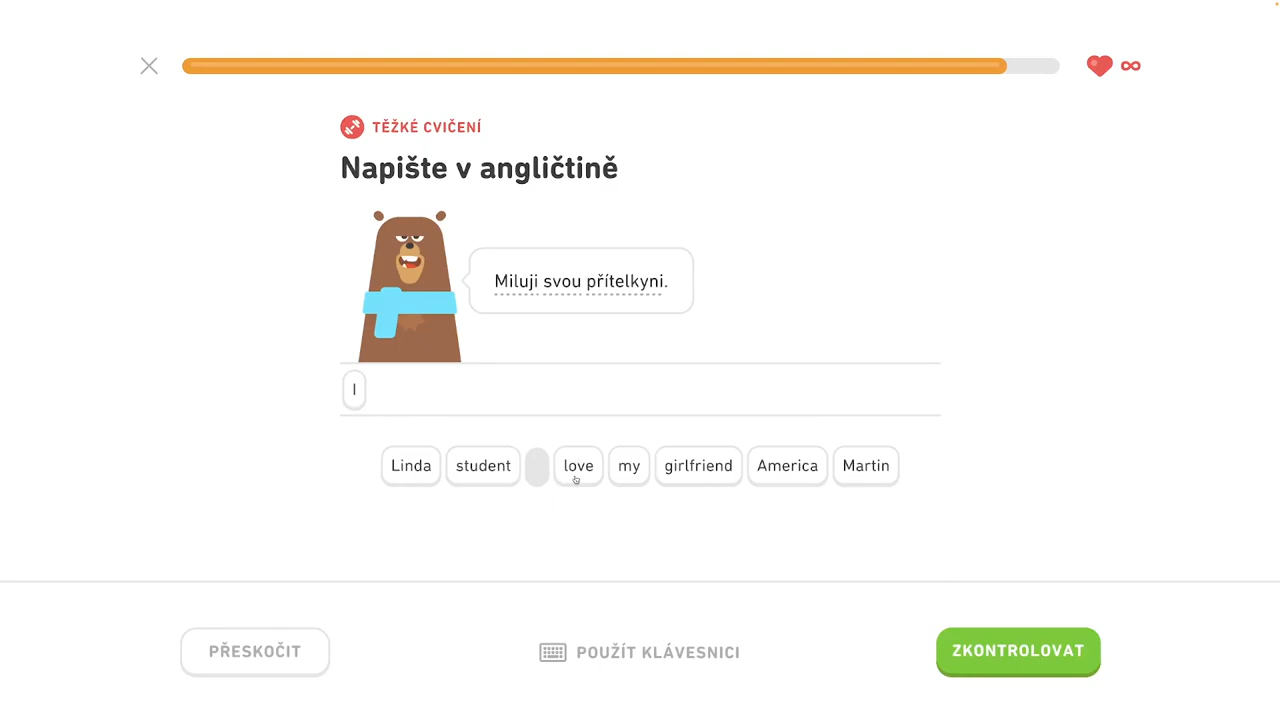 TĚŽKÉ CVIČENÍ
Napište v angličtině
Miluji svou přítelkyni.
I
Linda student love my girlfriend America Martin
PŘESKOČIT POUŽÍT KLÁVESNICI ZKONTROLOVAT